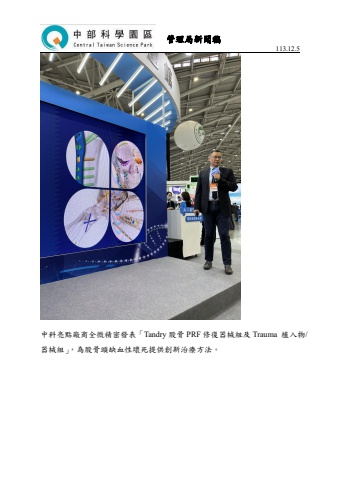 中部科學園區
Central Taiwan Science Park
管理局新聞稿
113.12.5
中科亮點廠商全微精密發表「Tandry 股骨 PRF 修復器械組及 Trauma 植入物/
器械組」，為股骨頭缺血性壞死提供創新治療方法。